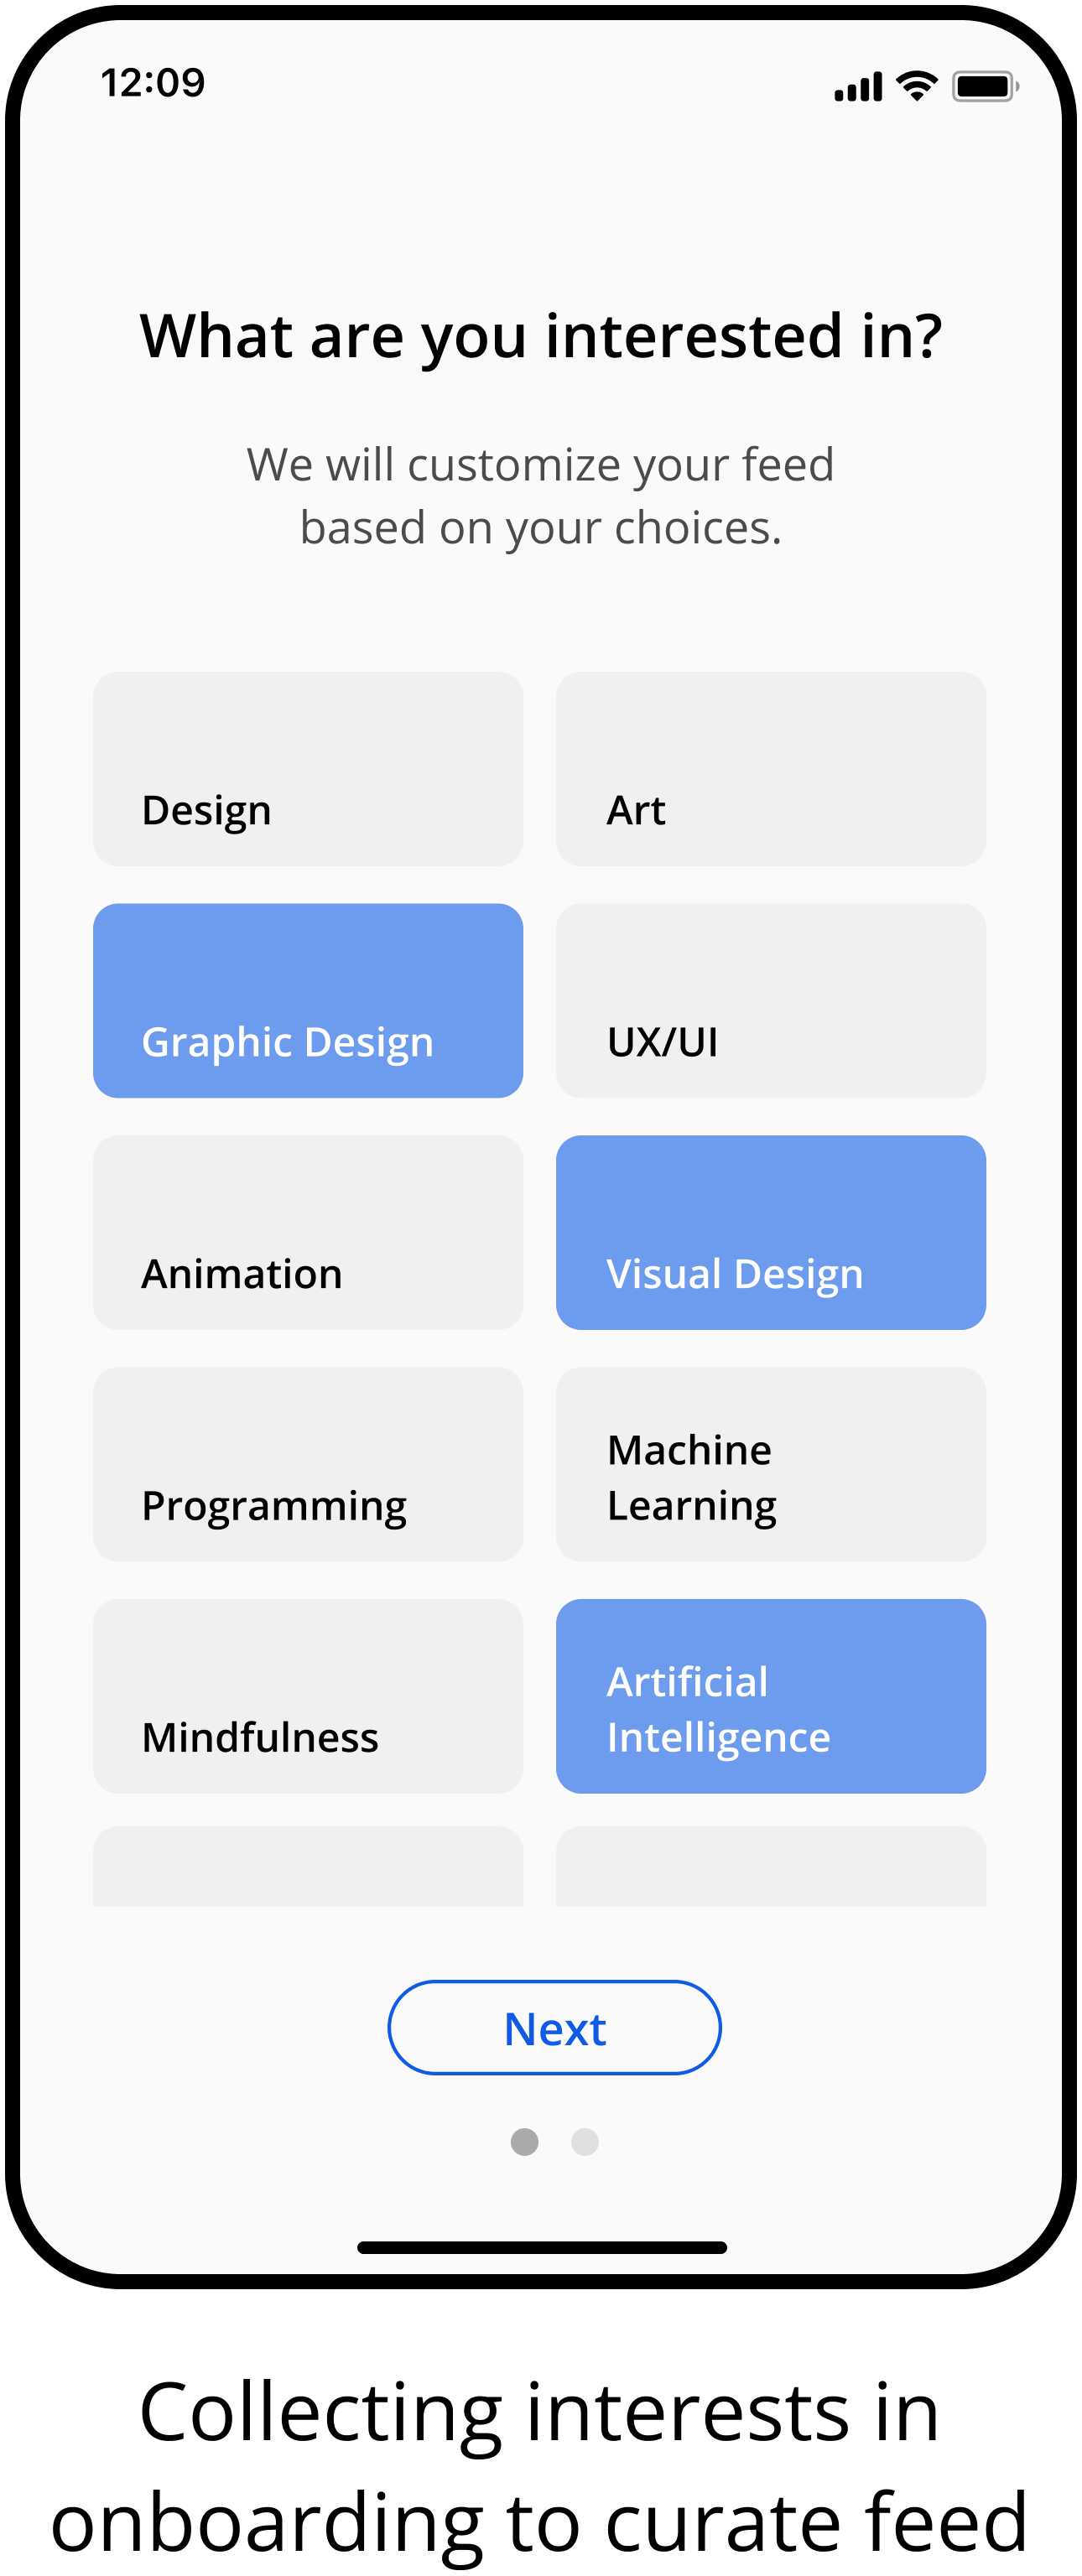 12:09
What are you interested in?
We will customize your feed
based on your choices.
Design
Art
Graphic Design
UX/UI
Animation
Visual Design
Programming
Machine
Learning
Mindfulness
Artificial
Intelligence
Next
Collecting interests in
onboarding to curate feed